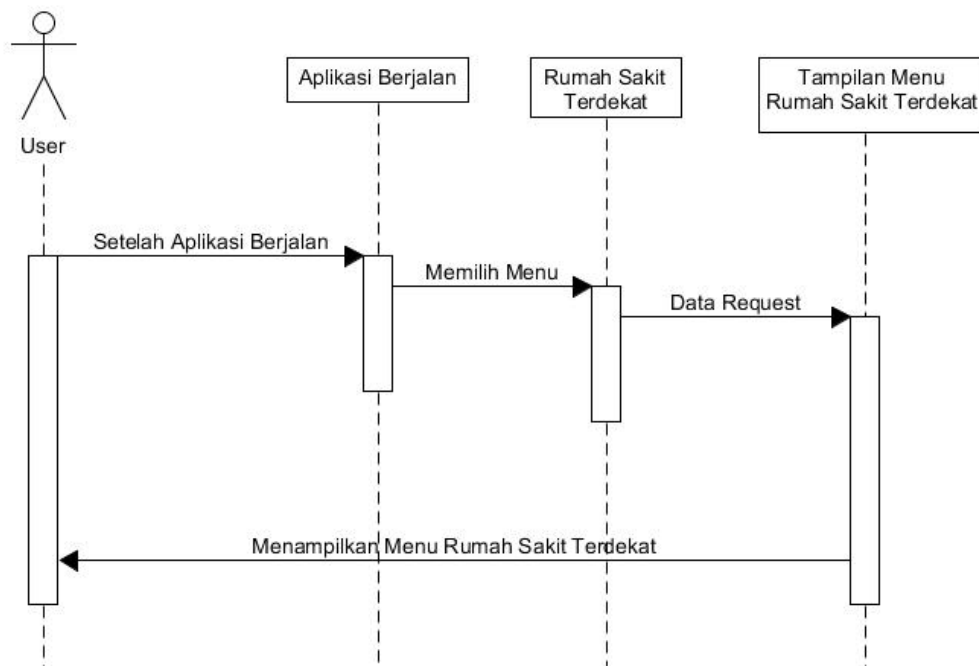 User
Aplikasi Berjalan
Rumah Sakit
Terdekat
Tampilan Menu
Rumah Sakit Terdekat
Setelah Aplikasi Berjalan
Memilih Menu
Data Request
Menampilkan Menu Rumah Sakit Terdekat